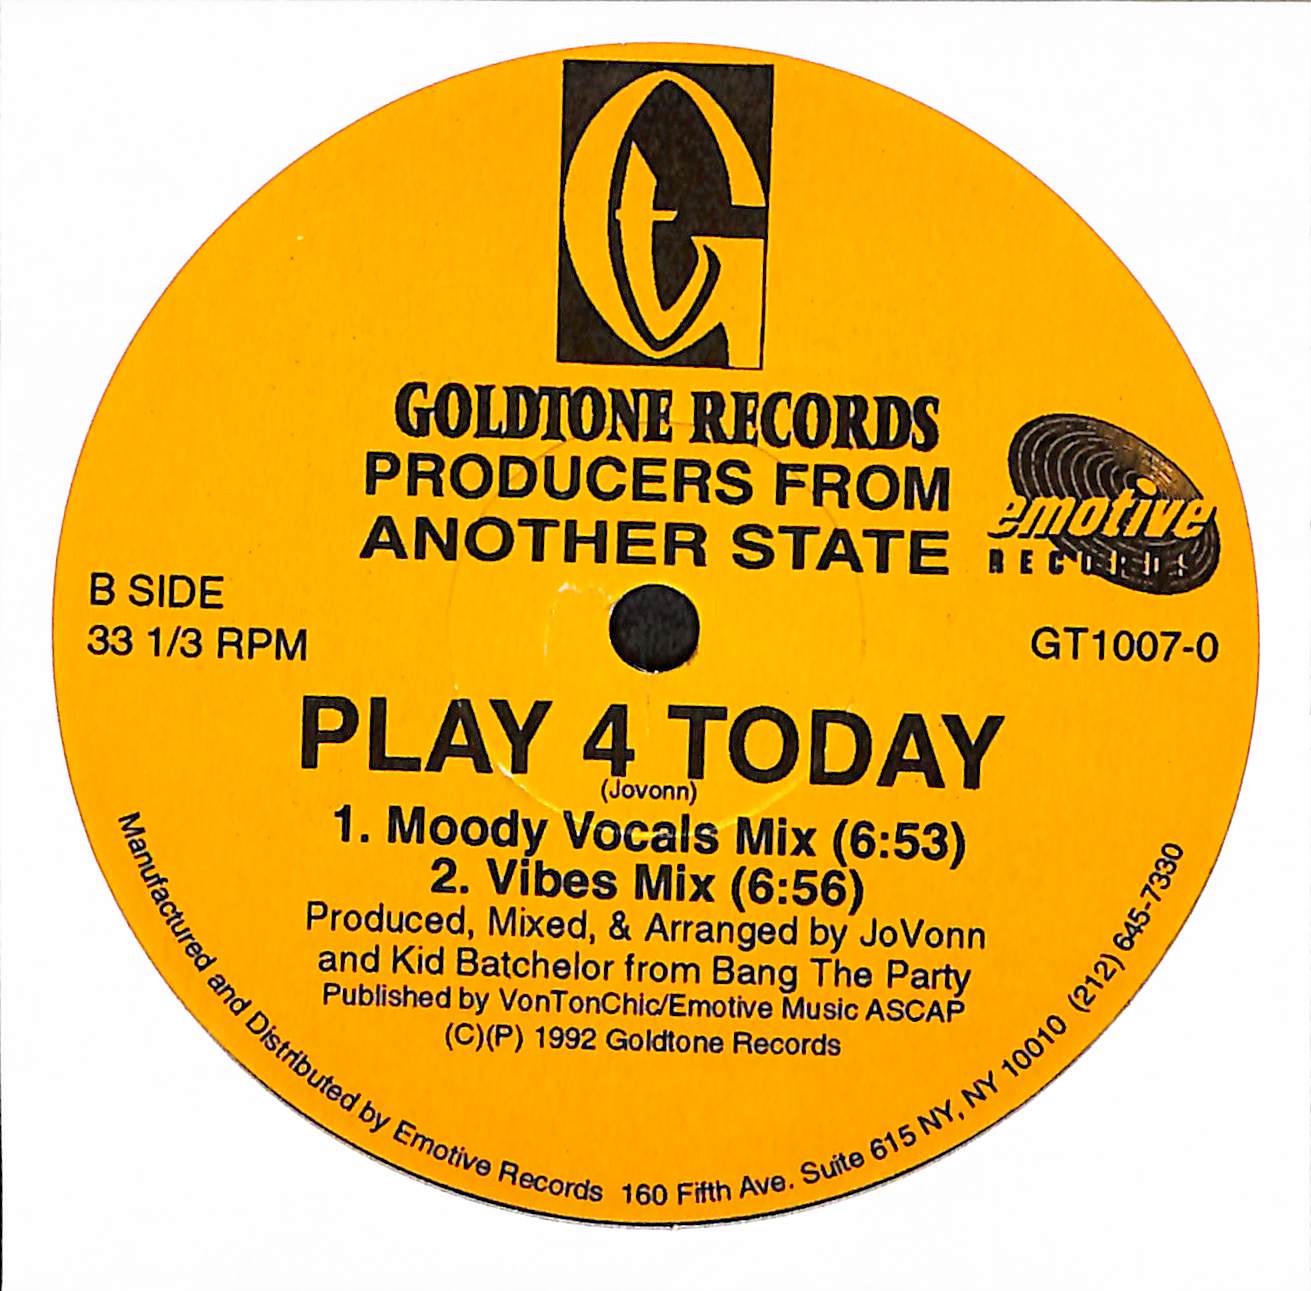 GOLDTONE RECORDS
PRODUCERS FROM
ANOTHER STATE
emotive
RECORDS
B SIDE
33 1/3 RPM
GT1007-0
PLAY 4 TODAY
(Jovonn)
1. Moody Vocals Mix (6:53)
2. Vibes Mix (6:56)
Produced, Mixed, & Arranged by JoVonn
and Kid Batchelor from Bang The Party
Published by VonTonChic/Emotive Music ASCAP
(C)(P) 1992 Goldtone Records
Manufactured and Distributed by Emotive Records 160 Fifth Ave. Suite 615 NY, NY 10010 (212) 645-7330